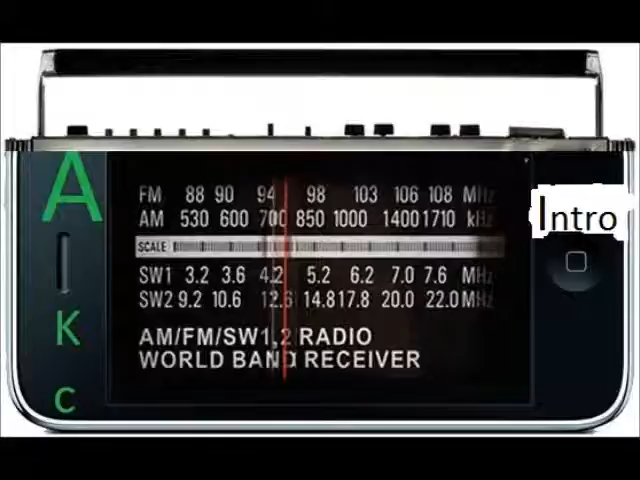 A
FM 88 90 94 98 103 106 108 MHz
Intro
AM 530 600 700 850 1000 1400 1710 kHz
SCALE
SW1 3.2 3.6 4.2 5.2 6.2 7.0 7.6 MHz
SW2 9.2 10.6 12.6 14.8 17.8 20.0 22.0 MHz
K
AM/FM/SW1,2 RADIO
WORLD BAND RECEIVER
c